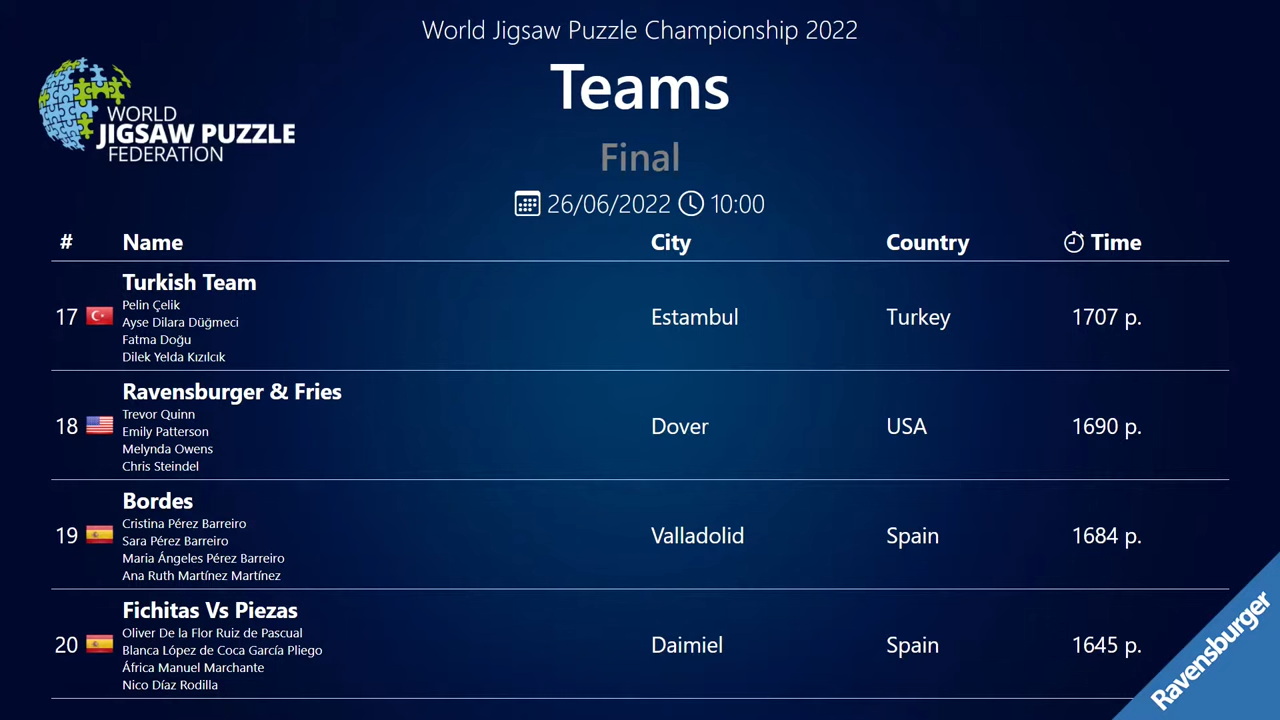 World Jigsaw Puzzle Championship 2022
Teams
WORLD
JIGSAW PUZZLE
FEDERATION
Final
26/06/2022 10:00
# Name City Country Time
Turkish Team
Pelin Çelik
Ayse Dilara Düğmeci
Fatma Doğu
Dilek Yelda Kızılcık
17 Estambul Turkey 1707 p.
Ravensburger & Fries
Trevor Quinn
Emily Patterson
Melynda Owens
Chris Steindel
18 Dover USA 1690 p.
Bordes
Cristina Pérez Barreiro
Sara Pérez Barreiro
Maria Ángeles Pérez Barreiro
Ana Ruth Martínez Martínez
19 Valladolid Spain 1684 p.
Fichitas Vs Piezas
Oliver De la Flor Ruiz de Pascual
Blanca López de Coca García Pliego
África Manuel Marchante
Nico Díaz Rodilla
20 Daimiel Spain 1645 p.
Ravensburger